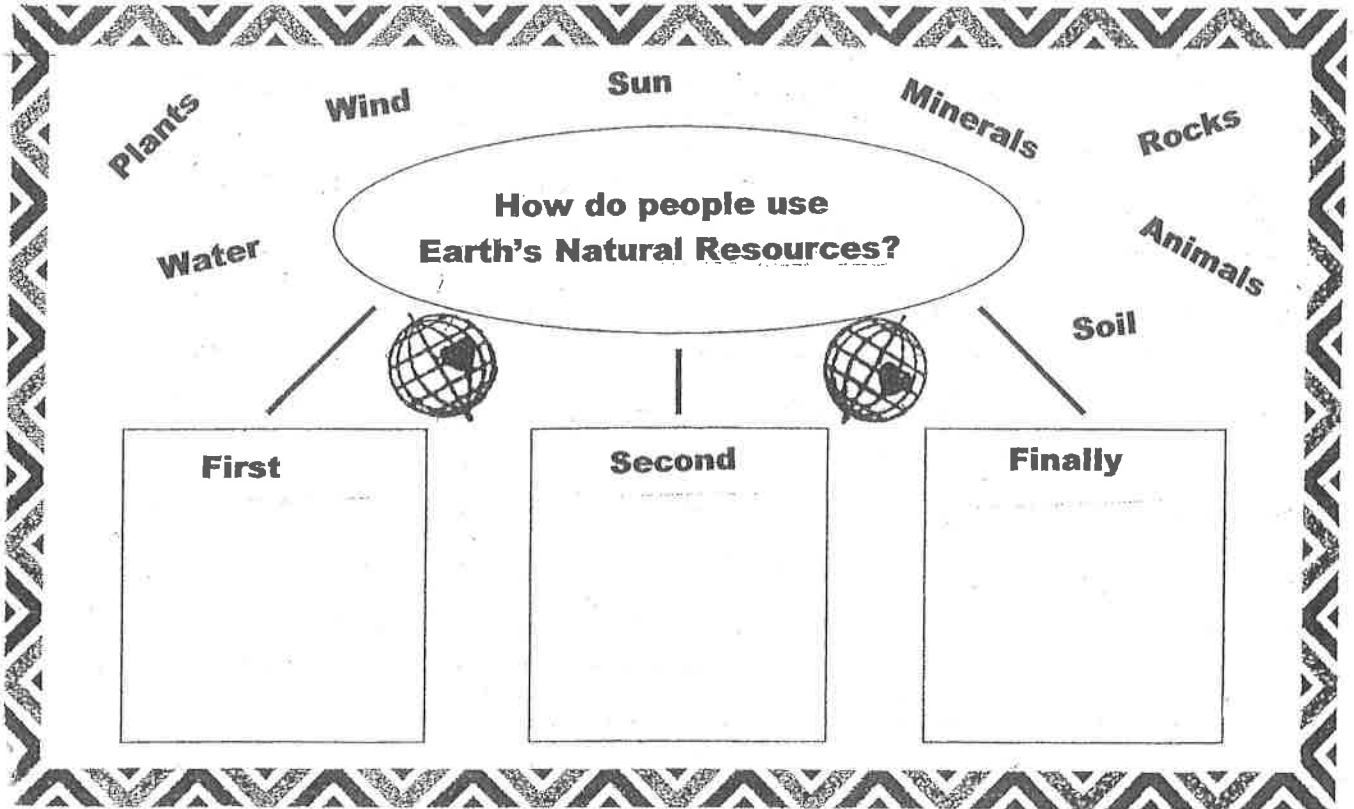 Plants
Wind
Sun
Minerals
Rocks
Water
How do people use
Earth's Natural Resources?
Animals
Soil
First
Second
Finally